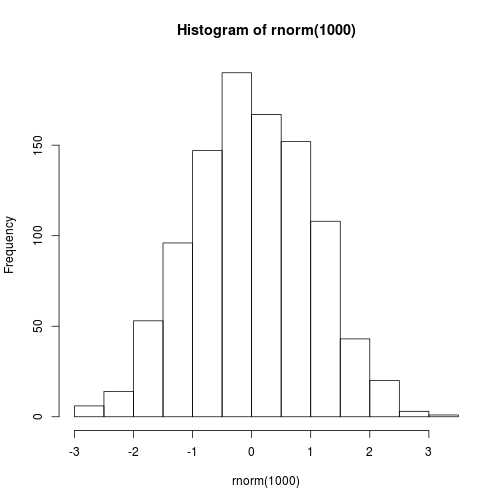 Histogram of rnorm(1000)
Frequency
150
100
50
0
-3 -2 -1 0 1 2 3
rnorm(1000)